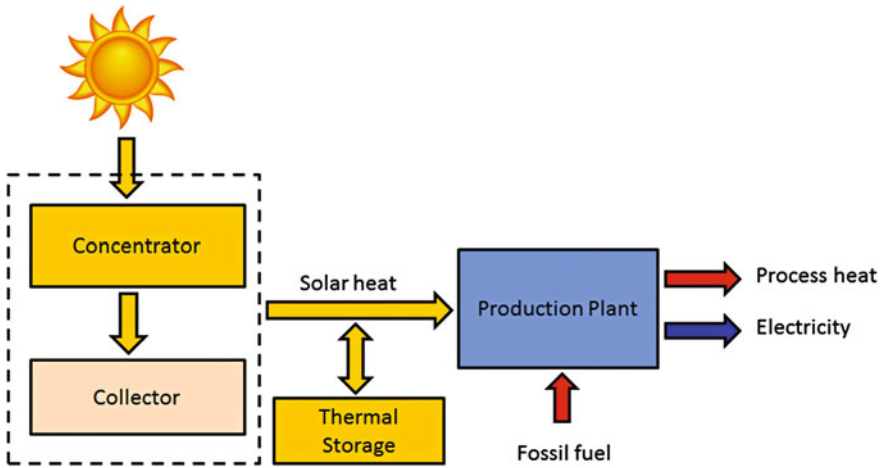 Concentrator
Collector
Solar heat
Thermal
Storage
Production Plant
Fossil fuel
Process heat
Electricity